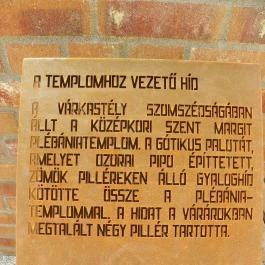 A TEMPLOMHOZ VEZETŐ HÍD
A VÁRKASTÉLY SZOMSZÉDSÁGÁBAN
ÁLLT A KÖZÉPKORI SZENT MARGIT
PLÉBÁNIATEMPLOM. A GÓTIKUS PALOTÁT,
AMELYET OZORAI PIPO ÉPÍTTETETT,
ZÖMÖK PILLÉREKEN ÁLLÓ GYALOGHÍD
KÖTÖTTE ÖSSZE A PLÉBÁNIA-
TEMPLOMMAL. A HIDAT A VÁRÁROKBAN
MEGTALÁLT NÉGY PILLÉR TARTOTTA.